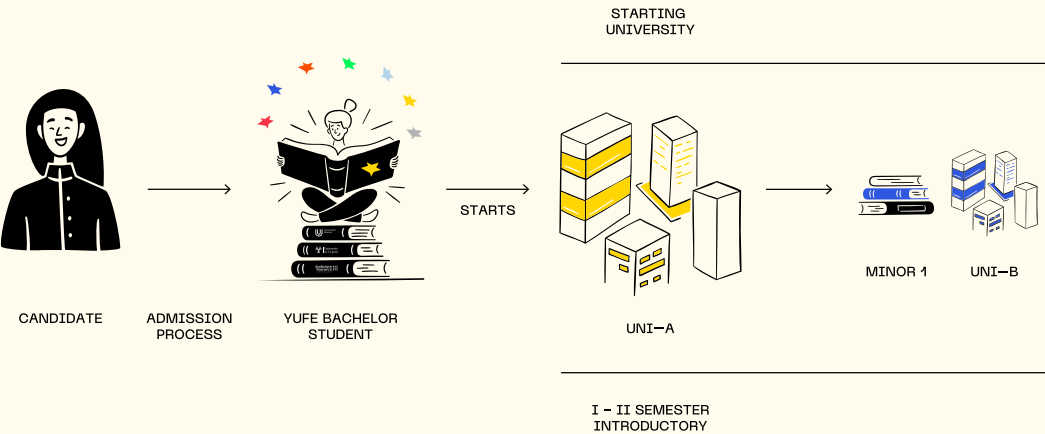 STARTING
UNIVERSITY
STARTS
MINOR 1
UNI–B
CANDIDATE
ADMISSION
PROCESS
YUFE BACHELOR
STUDENT
UNI–A
I – II SEMESTER
INTRODUCTORY